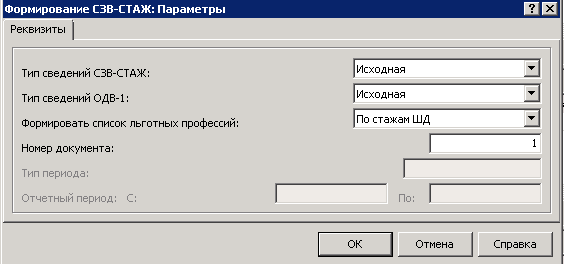 Формирование СЗВ-СТАЖ: Параметры
Реквизиты
Тип сведений СЗВ-СТАЖ: Исходная
Тип сведений ОДВ-1: Исходная
Формировать список льготных профессий: По стажам ШД
Номер документа: 1
Тип периода:
Отчетный период: С: По:
ОК Отмена Справка